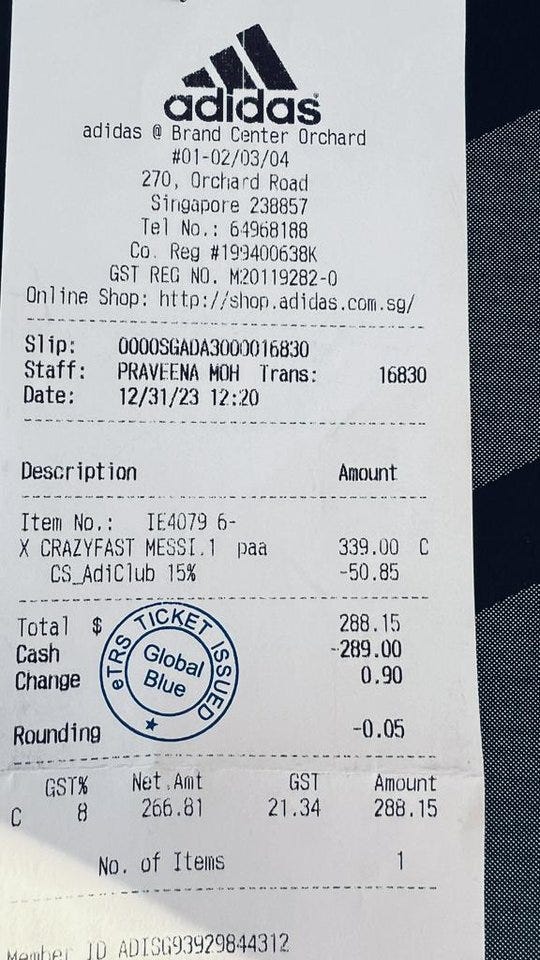 adidas
adidas @ Brand Center Orchard
#01-02/03/04
270, Orchard Road
Singapore 238857
Tel No.: 64968188
Co. Reg #199400638K
GST REG NO. M20119282-0
Online Shop: http://shop.adidas.com.sg/
Slip: 0000SGADA3000016830
Staff: PRAVEENA MOH Trans: 16830
Date: 12/31/23 12:20
Description Amount
Item No.: IE4079 6-
X CRAZYFAST MESSI.1 paa 339.00 C
CS_AdiClub 15% -50.85
Total $ 288.15
Cash -289.00
Change 0.90
eTRS TICKET ISSUED
Global
Blue
Rounding -0.05
GST% Net.Amt GST Amount
C 8 266.81 21.34 288.15
No. of Items 1
Member ID ADISG93929844312